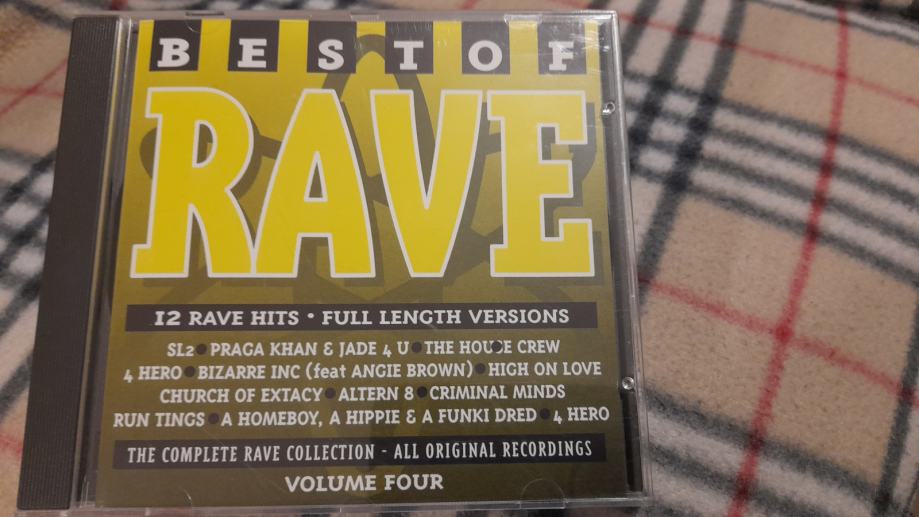 BEST OF
RAVE
12 RAVE HITS • FULL LENGTH VERSIONS
SL2 • PRAGA KHAN & JADE 4 U • THE HOUSE CREW
4 HERO • BIZARRE INC (feat ANGIE BROWN) • HIGH ON LOVE
CHURCH OF EXTACY • ALTERN 8 • CRIMINAL MINDS
RUN TINGS • A HOMEBOY, A HIPPIE & A FUNKI DRED • 4 HERO
THE COMPLETE RAVE COLLECTION - ALL ORIGINAL RECORDINGS
VOLUME FOUR